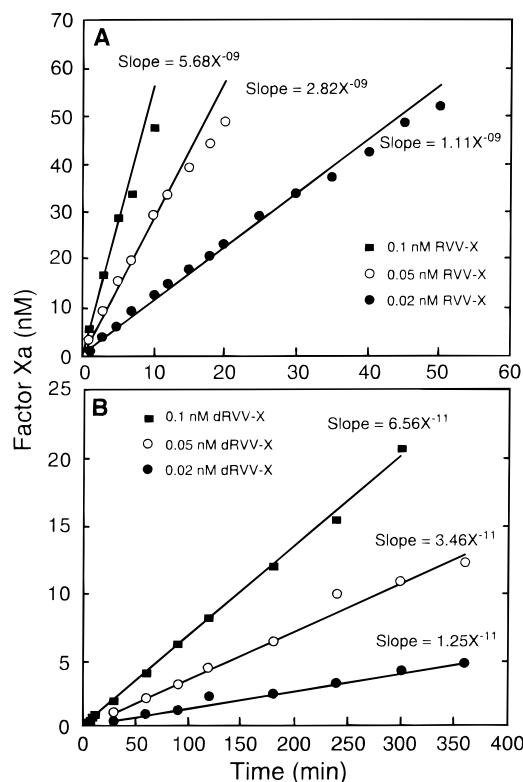 70
A
Slope = 5.68X⁻⁰⁹
60
Slope = 2.82X⁻⁰⁹
50
40
Slope = 1.11X⁻⁰⁹
30
0.1 nM RVV-X
20
0.05 nM RVV-X
10
0.02 nM RVV-X
0
0 10 20 30 40 50 60
Factor Xa (nM)
25
B
0.1 nM dRVV-X
Slope = 6.56X⁻¹¹
0.05 nM dRVV-X
20
0.02 nM dRVV-X
15
Slope = 3.46X⁻¹¹
10
Slope = 1.25X⁻¹¹
5
0
0 50 100 150 200 250 300 350 400
Time (min)